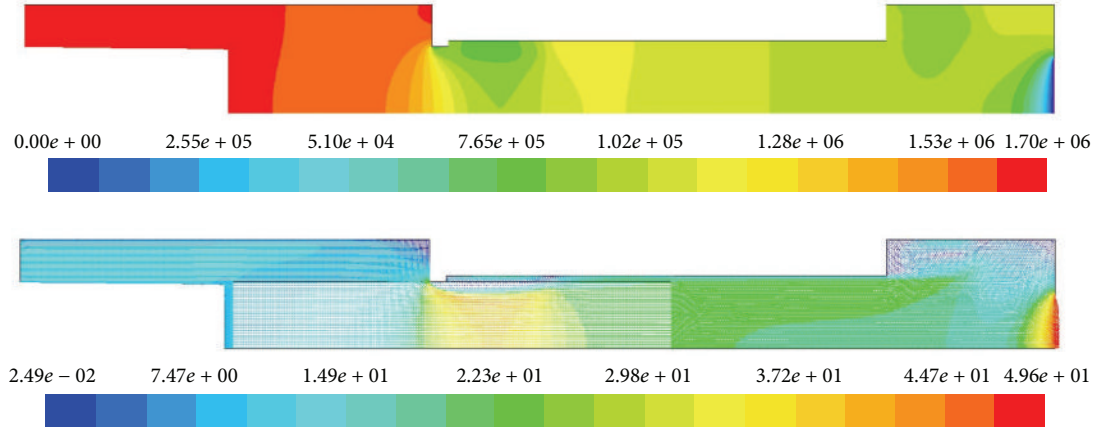 0.00e + 00 2.55e + 05 5.10e + 04 7.65e + 05 1.02e + 05 1.28e + 06 1.53e + 06 1.70e + 06
2.49e − 02 7.47e + 00 1.49e + 01 2.23e + 01 2.98e + 01 3.72e + 01 4.47e + 01 4.96e + 01